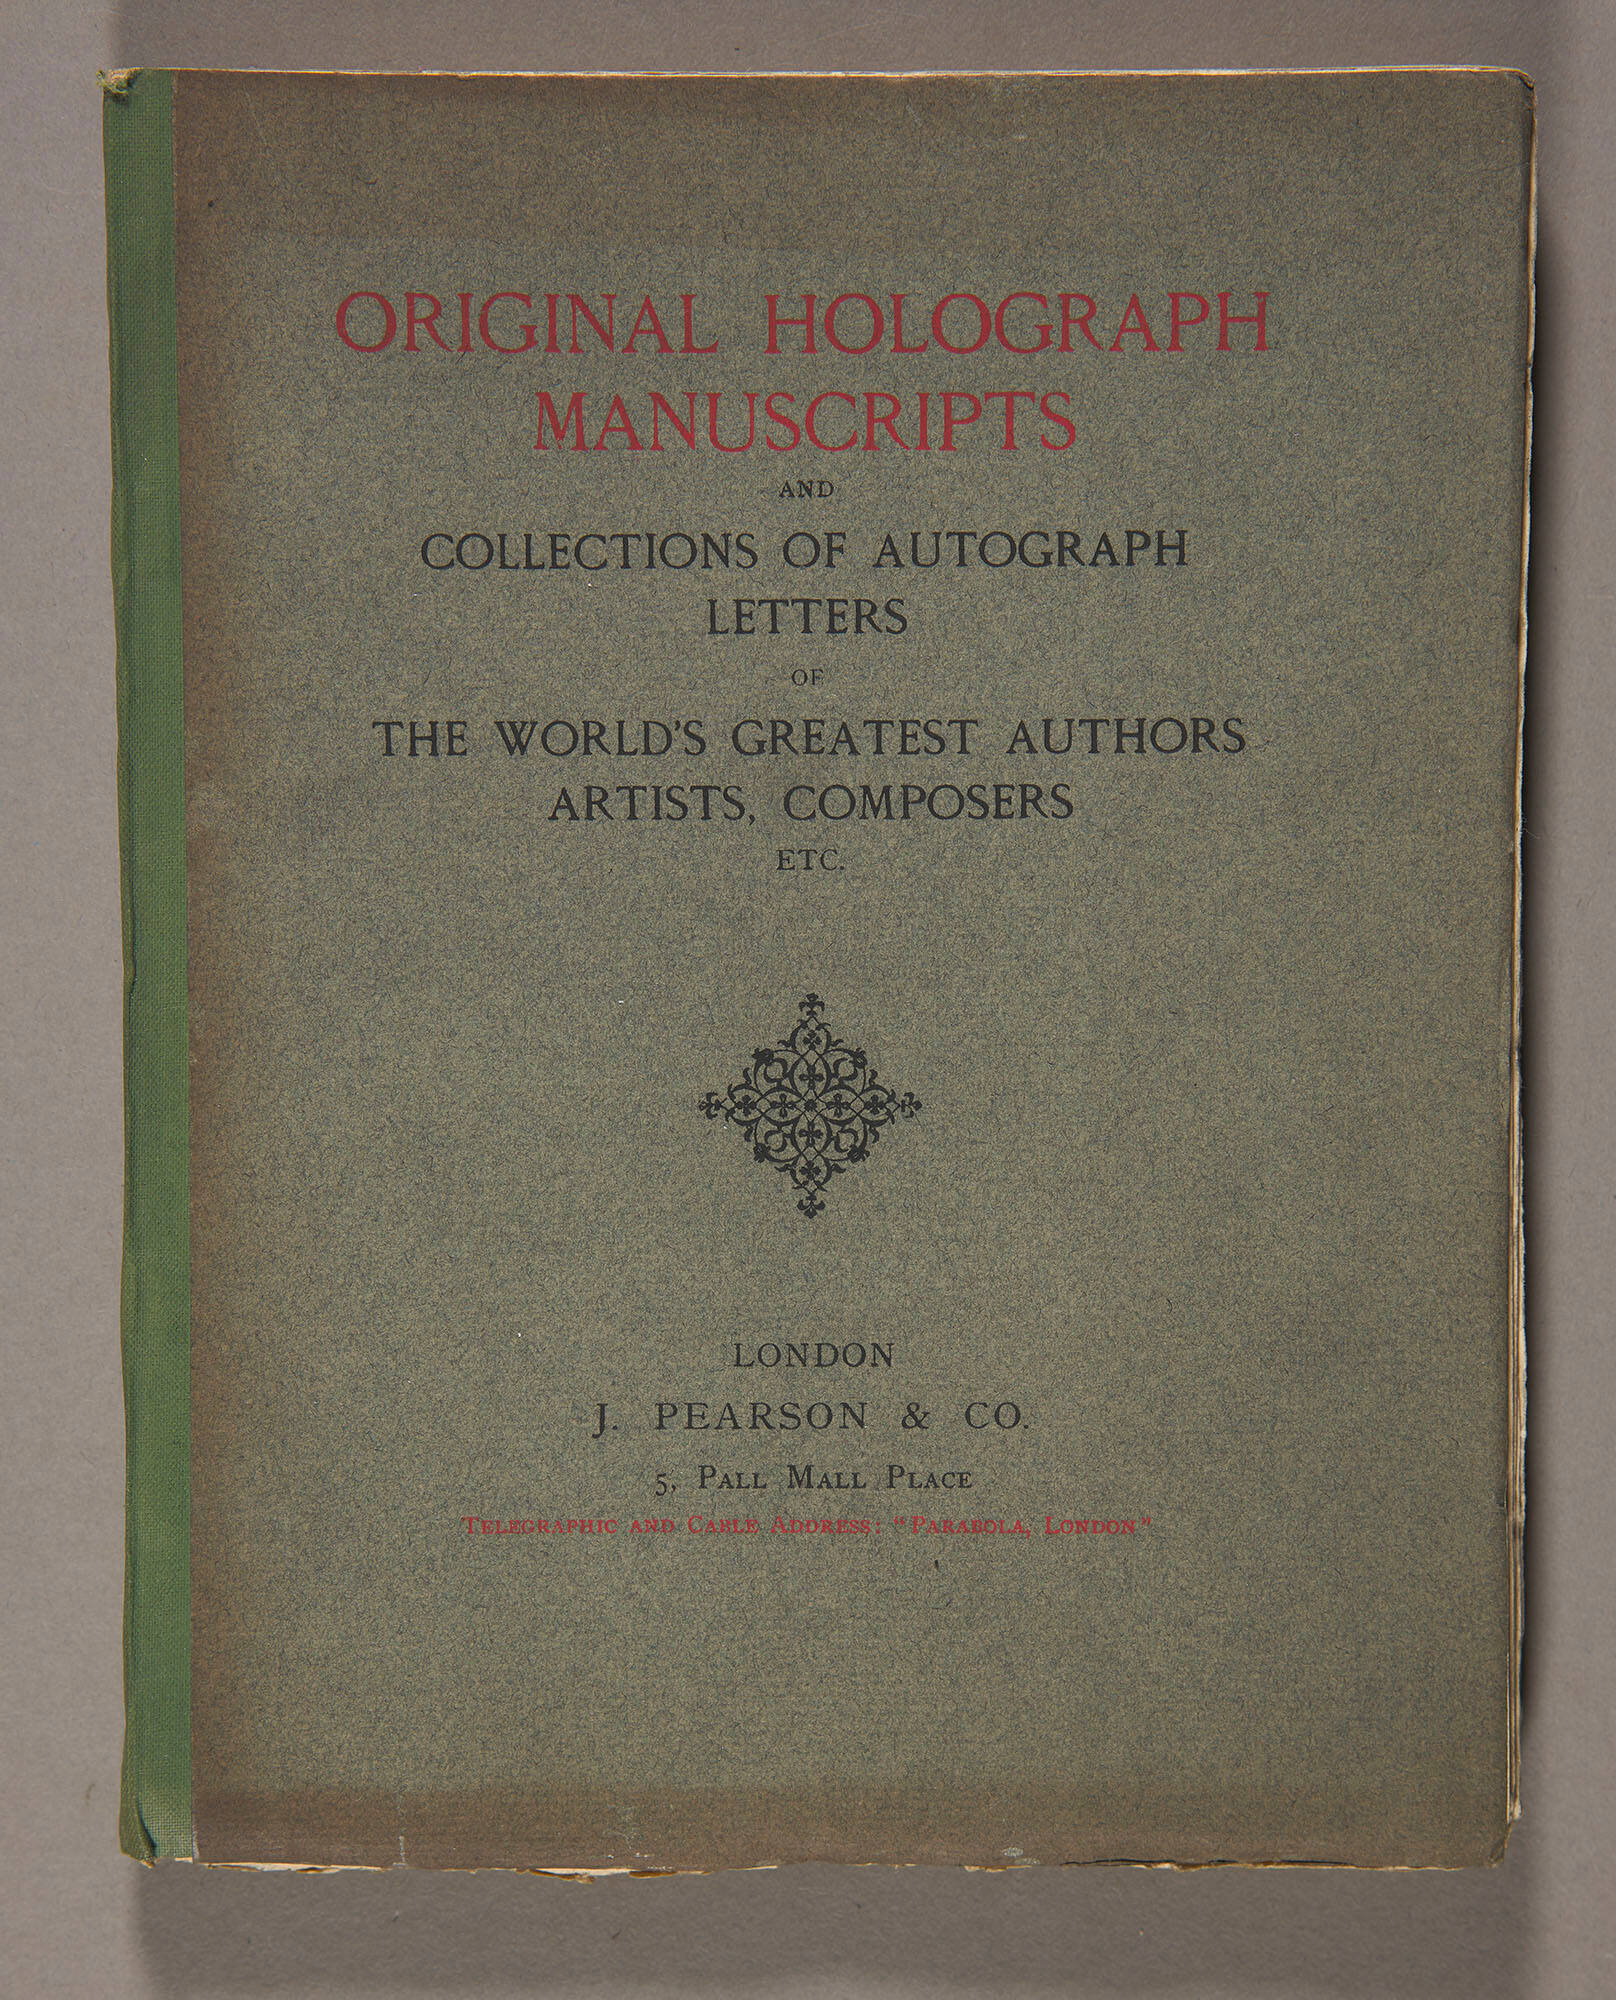 ORIGINAL HOLOGRAPH
MANUSCRIPTS
AND
COLLECTIONS OF AUTOGRAPH
LETTERS
OF
THE WORLD'S GREATEST AUTHORS
ARTISTS, COMPOSERS
ETC.
LONDON
J. PEARSON & CO.
5, PALL MALL PLACE
TELEGRAPHIC AND CABLE ADDRESS: "PARABOLA, LONDON"